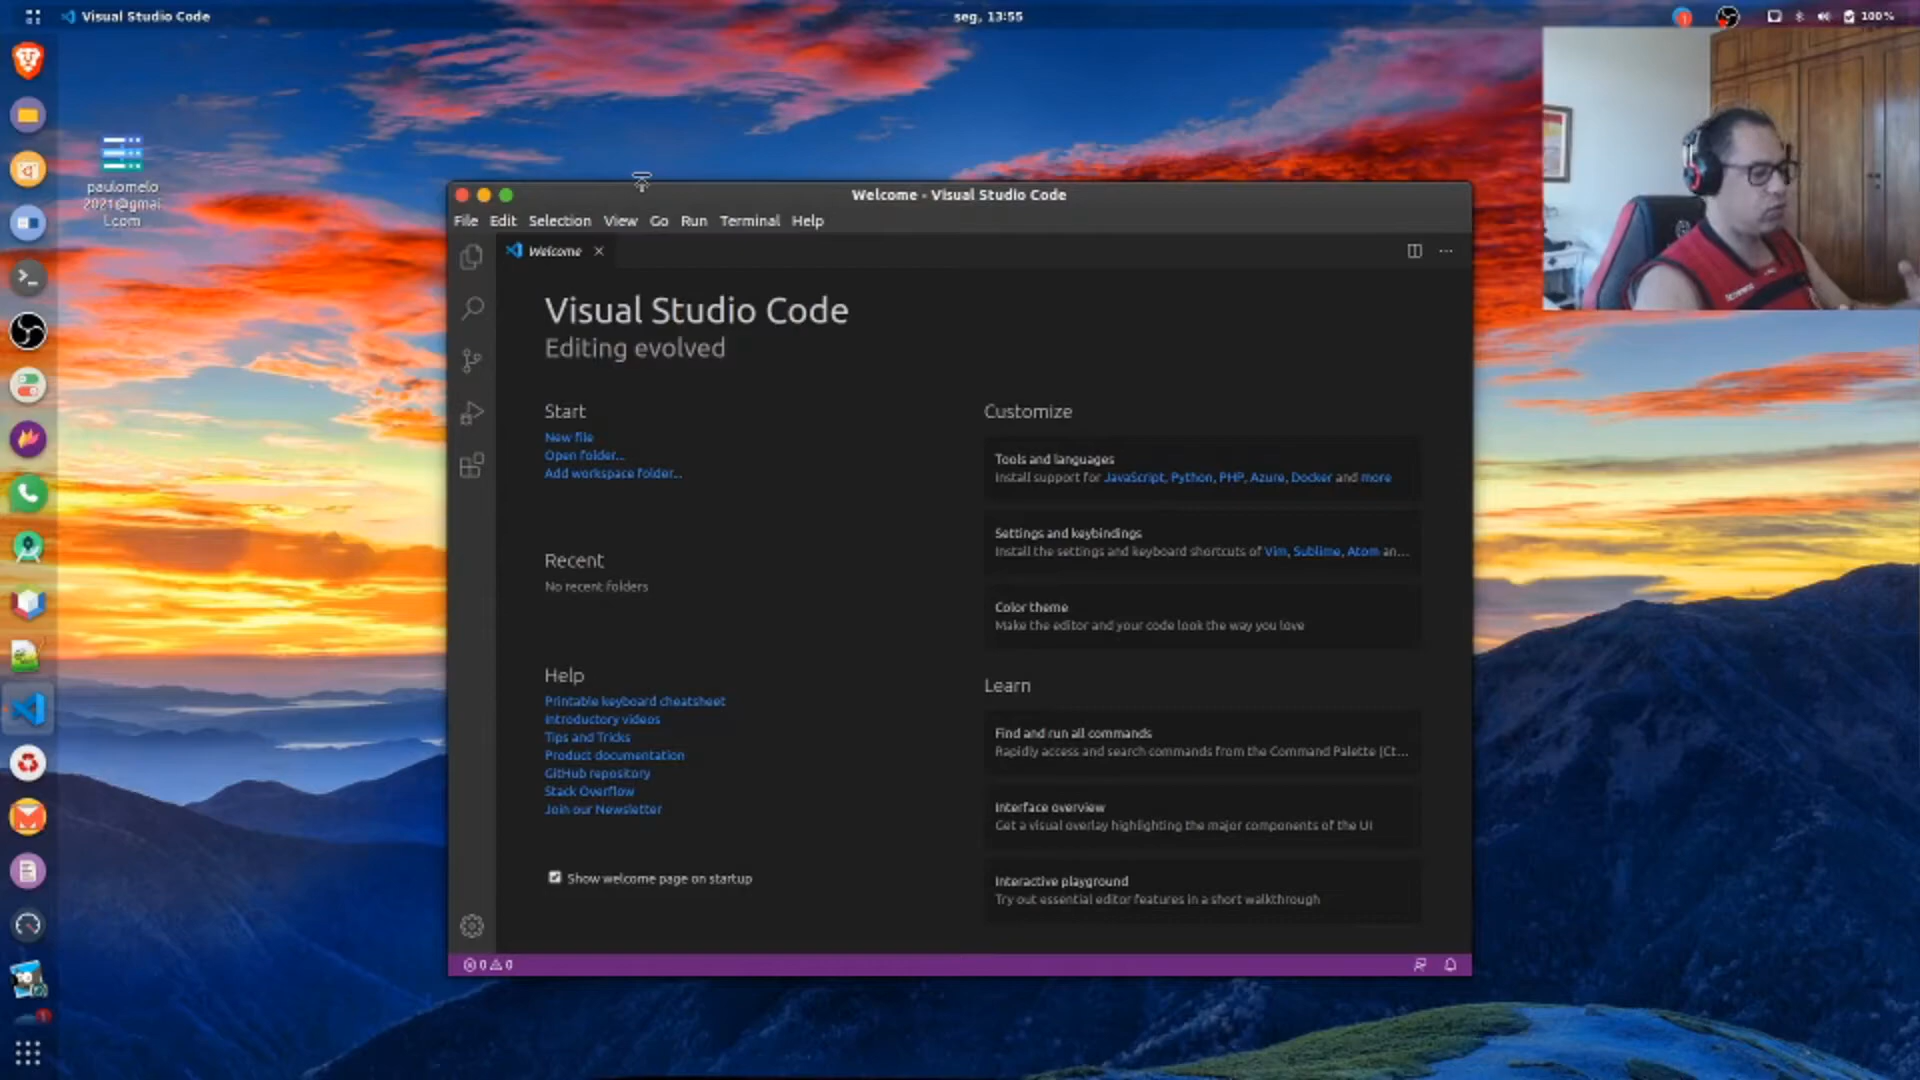 Visual Studio Code
seg, 13:55
100%
paulomelo
2021@gmai
l.com
Welcome - Visual Studio Code
File Edit Selection View Go Run Terminal Help
Welcome
Visual Studio Code
Editing evolved
Start
New file
Open folder...
Add workspace folder...
Recent
No recent folders
Help
Printable keyboard cheatsheet
Introductory videos
Tips and Tricks
Product documentation
GitHub repository
Stack Overflow
Join our Newsletter
Show welcome page on startup
Customize
Tools and languages
Install support for JavaScript, Python, PHP, Azure, Docker and more
Settings and keybindings
Install the settings and keyboard shortcuts of Vim, Sublime, Atom an...
Color theme
Make the editor and your code look the way you love
Learn
Find and run all commands
Rapidly access and search commands from the Command Palette (Ct...
Interface overview
Get a visual overlay highlighting the major components of the UI
Interactive playground
Try out essential editor features in a short walkthrough
0 0